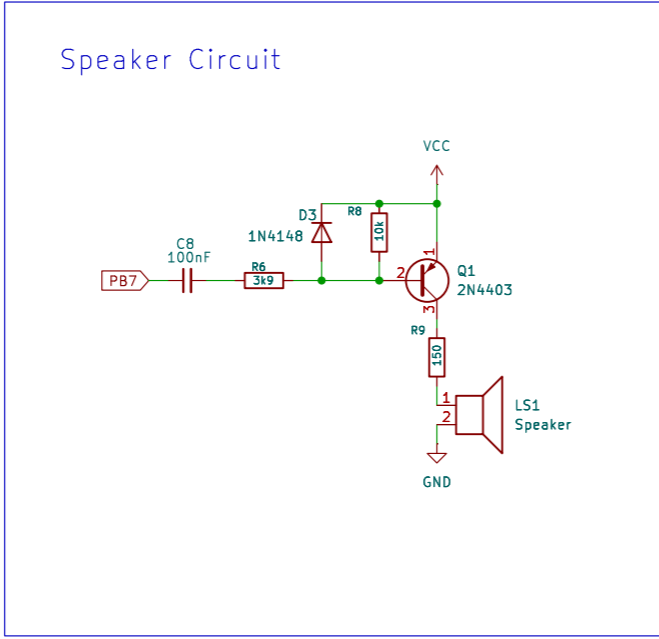 Speaker Circuit
VCC
D3
1N4148
R8
10k
C8
100nF
PB7
R6
3k9
1
2
3
Q1
2N4403
R9
150
1
2
LS1
Speaker
GND